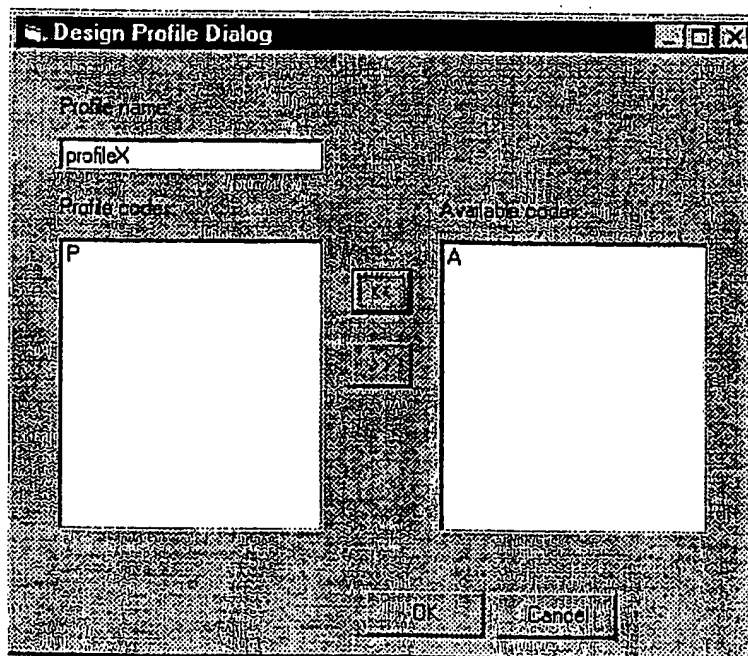 Design Profile Dialog
Profile name:
profileX
Profile codes:
Available codes:
P
A
<<
>>
OK
Cancel